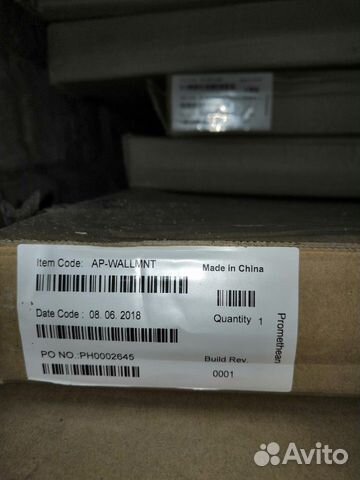 Item Code: AP-WALLMNT
Made in China
Date Code : 08. 06. 2018
Quantity 1
PO NO.:PH0002645
Build Rev.
0001
Promethean
Avito